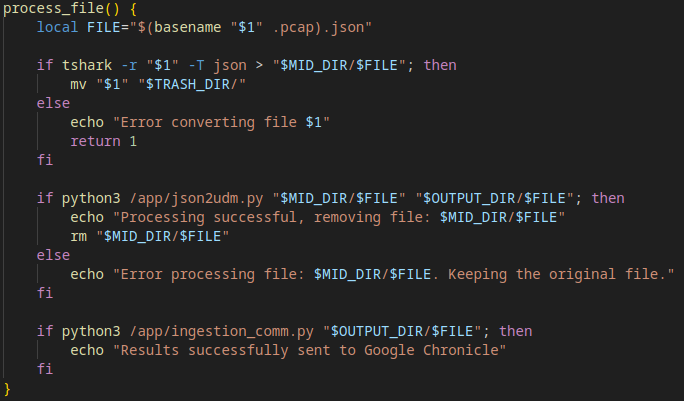 process_file() {
    local FILE="$(basename "$1" .pcap).json"

    if tshark -r "$1" -T json > "$MID_DIR/$FILE"; then
        mv "$1" "$TRASH_DIR/"
    else
        echo "Error converting file $1"
        return 1
    fi

    if python3 /app/json2udm.py "$MID_DIR/$FILE" "$OUTPUT_DIR/$FILE"; then
        echo "Processing successful, removing file: $MID_DIR/$FILE"
        rm "$MID_DIR/$FILE"
    else
        echo "Error processing file: $MID_DIR/$FILE. Keeping the original file."
    fi

    if python3 /app/ingestion_comm.py "$OUTPUT_DIR/$FILE"; then
        echo "Results successfully sent to Google Chronicle"
    fi
}